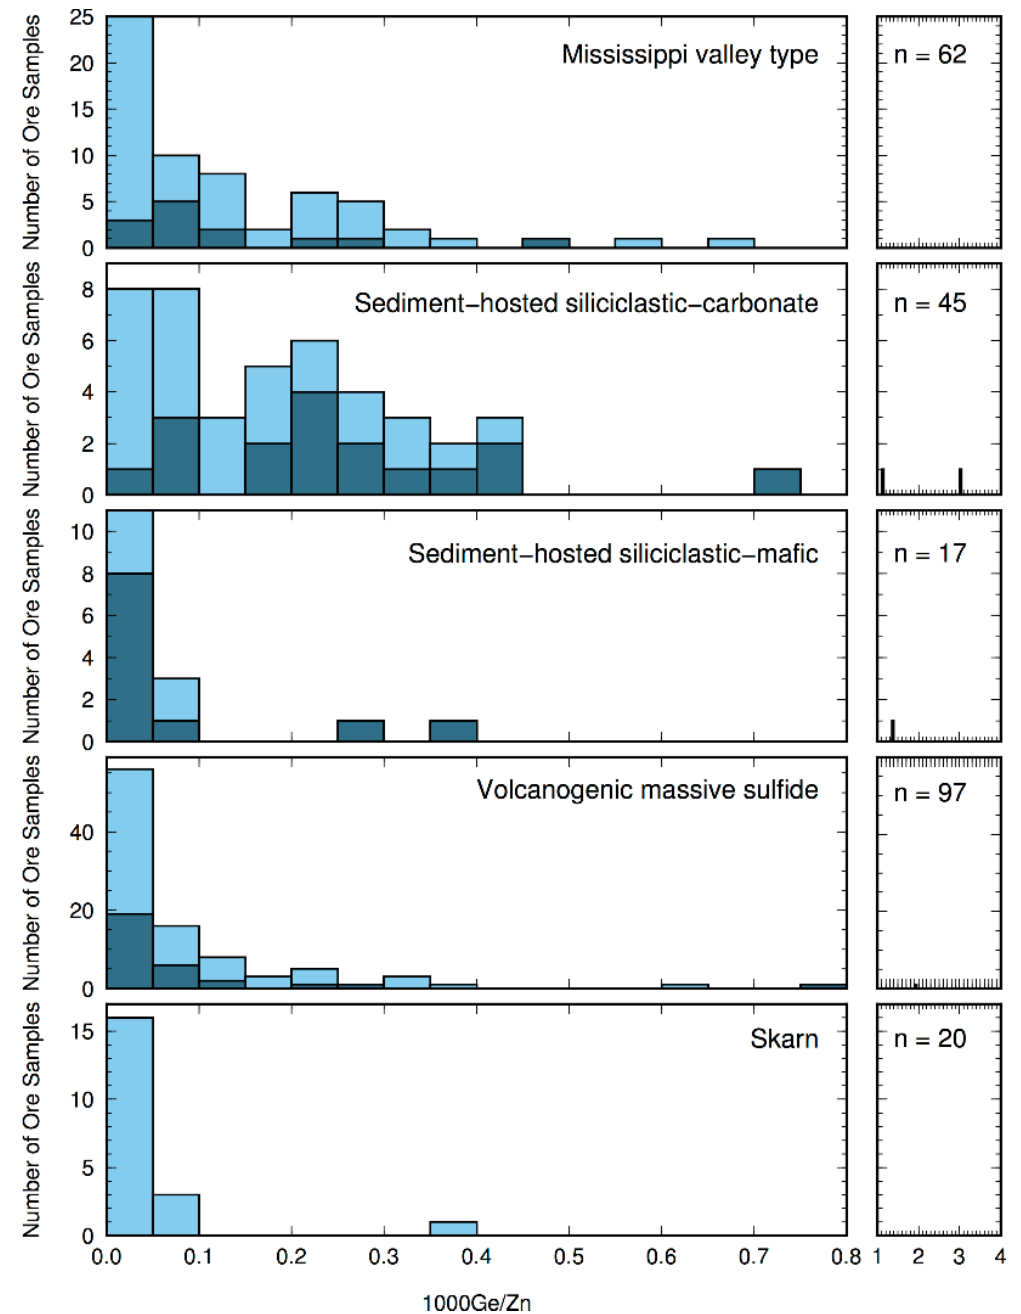 Number of Ore Samples
25
20
15
10
5
0
Mississippi valley type
n = 62
Number of Ore Samples
8
6
4
2
0
Sediment−hosted siliciclastic−carbonate
n = 45
Number of Ore Samples
10
8
6
4
2
0
Sediment−hosted siliciclastic−mafic
n = 17
Number of Ore Samples
40
20
0
Volcanogenic massive sulfide
n = 97
Number of Ore Samples
15
10
5
0
Skarn
n = 20
0.0 0.1 0.2 0.3 0.4 0.5 0.6 0.7 0.8 1 2 3 4
1000Ge/Zn